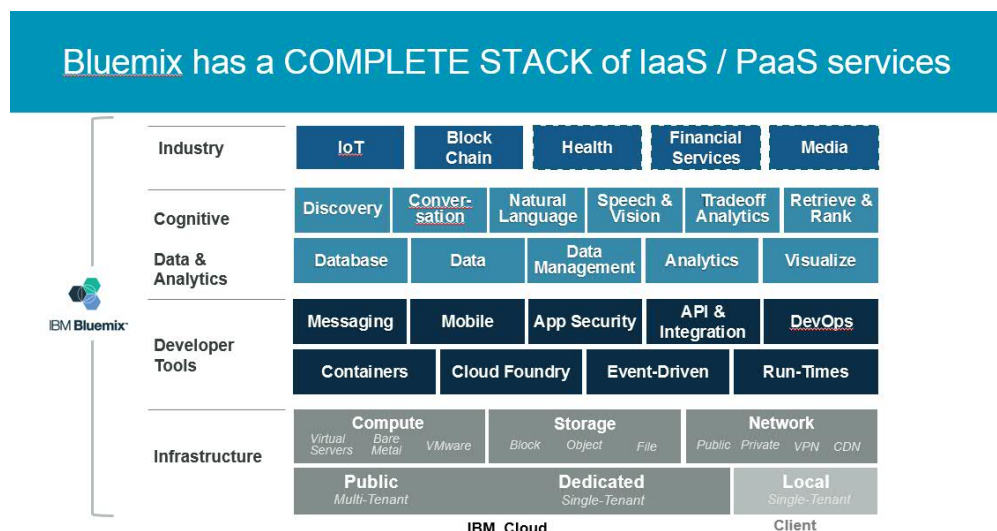 Bluemix has a COMPLETE STACK of IaaS / PaaS services
Industry
IoT
Block
Chain
Health
Financial
Services
Media
Cognitive
Discovery
Conver-
sation
Natural
Language
Speech &
Vision
Tradeoff
Analytics
Retrieve &
Rank
Data &
Analytics
Database
Data
Data
Management
Analytics
Visualize
IBM Bluemix
Developer
Tools
Messaging
Mobile
App Security
API &
Integration
DevOps
Containers
Cloud Foundry
Event-Driven
Run-Times
Infrastructure
Compute
Virtual
Servers
Bare
Metal
VMware
Storage
Block
Object
File
Network
Public
Private
VPN
CDN
Public
Multi-Tenant
Dedicated
Single-Tenant
Local
Single-Tenant
IBM Cloud
Client